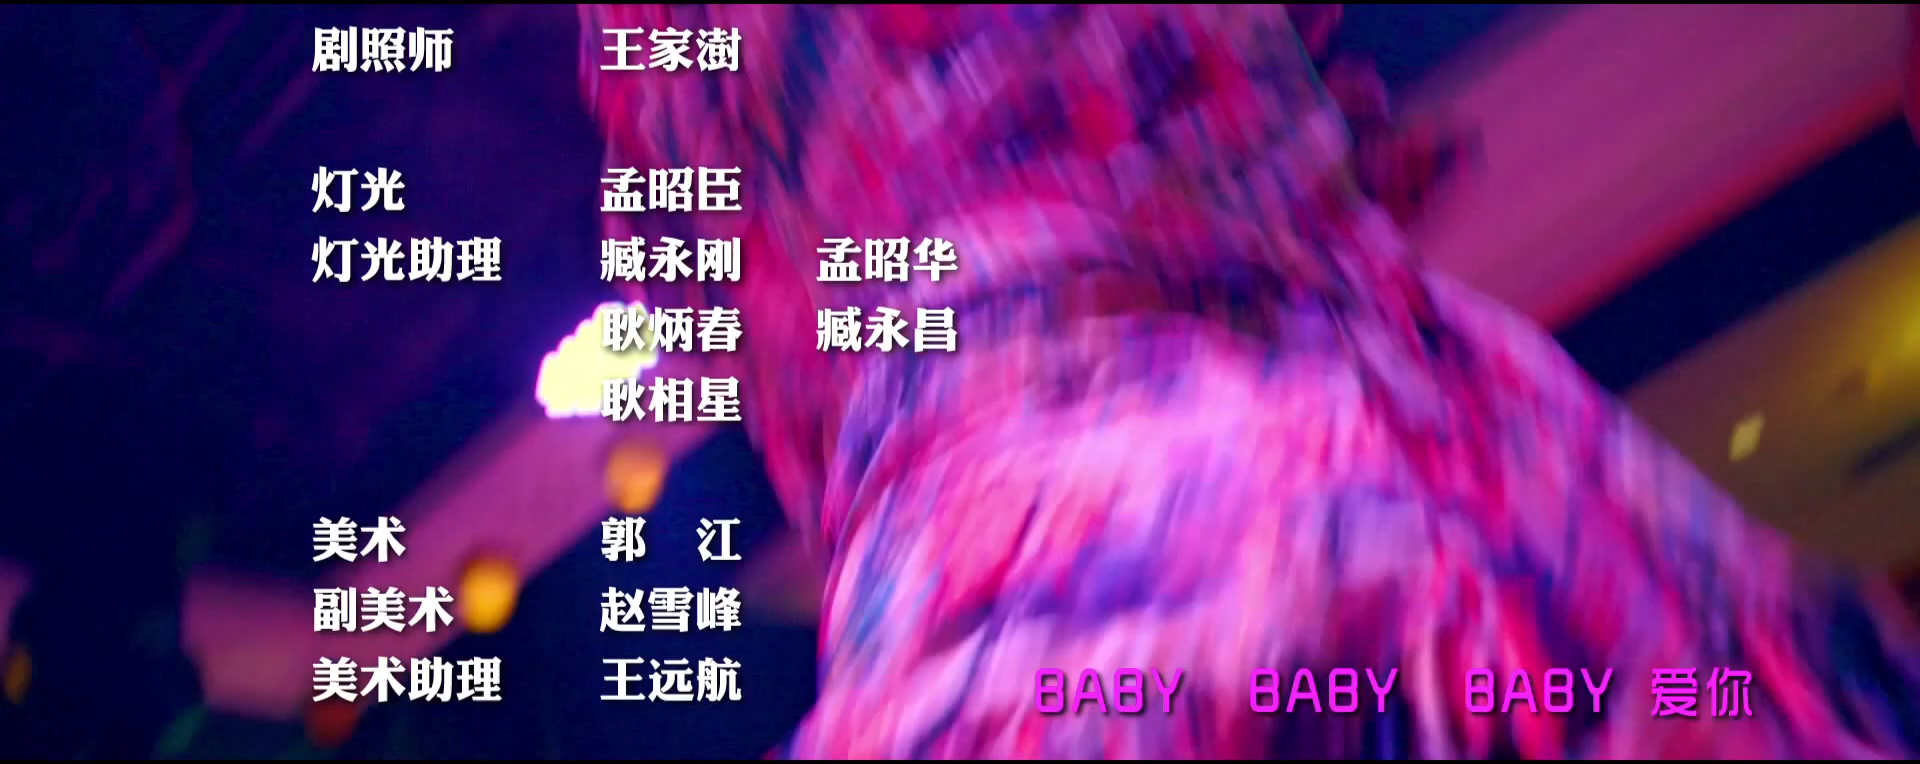 剧照师 王家澍
灯光 孟昭臣
灯光助理 臧永刚 孟昭华
耿炳春 臧永昌
耿相星
美术 郭 江
副美术 赵雪峰
美术助理 王远航
BABY BABY BABY 爱你